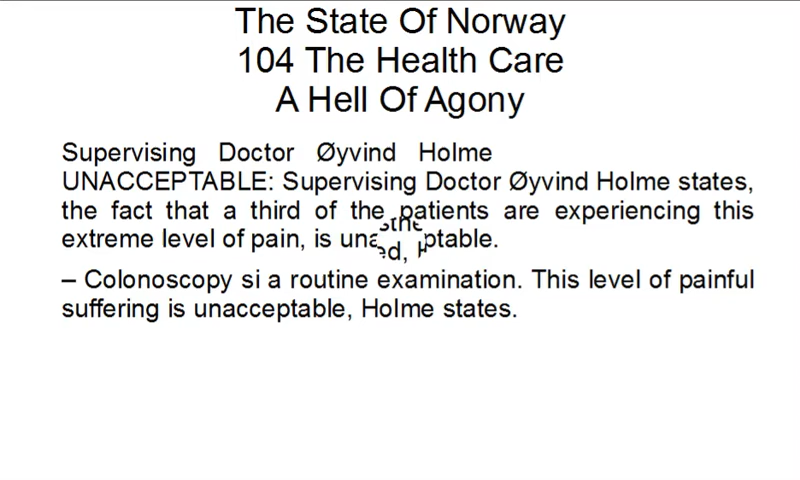 The State Of Norway
104 The Health Care
A Hell Of Agony
Supervising Doctor Øyvind Holme
UNACCEPTABLE: Supervising Doctor Øyvind Holme states,
the fact that a third of the patients are experiencing this
extreme level of pain, is
– Colonoscopy si a routine examination. This level of painful
suffering is unacceptable, Holme states.